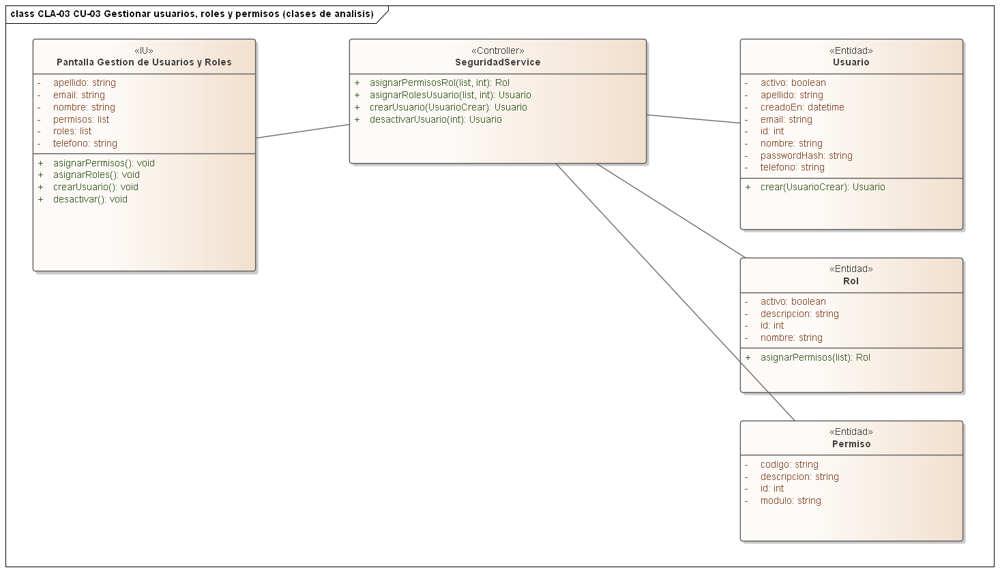 class CLA-03 CU-03 Gestionar usuarios, roles y permisos (clases de analisis)
«IU»
Pantalla Gestion de Usuarios y Roles
- apellido: string
- email: string
- nombre: string
- permisos: list
- roles: list
- telefono: string
+ asignarPermisos(): void
+ asignarRoles(): void
+ crearUsuario(): void
+ desactivar(): void
«Controller»
SeguridadService
+ asignarPermisosRol(list, int): Rol
+ asignarRolesUsuario(list, int): Usuario
+ crearUsuario(UsuarioCrear): Usuario
+ desactivarUsuario(int): Usuario
«Entidad»
Usuario
- activo: boolean
- apellido: string
- creadoEn: datetime
- email: string
- id: int
- nombre: string
- passwordHash: string
- telefono: string
+ crear(UsuarioCrear): Usuario
«Entidad»
Rol
- activo: boolean
- descripcion: string
- id: int
- nombre: string
+ asignarPermisos(list): Rol
«Entidad»
Permiso
- codigo: string
- descripcion: string
- id: int
- modulo: string